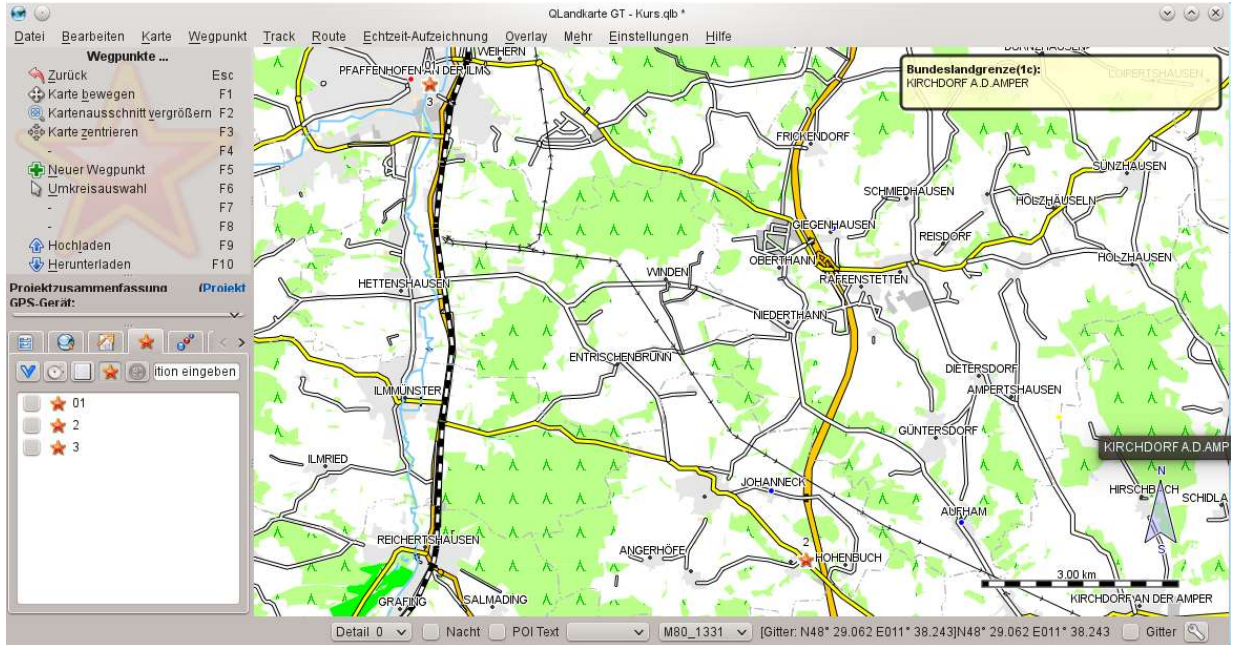 QLandkarte GT - Kurs.qlb *
Datei Bearbeiten Karte Wegpunkt Track Route Echtzeit-Aufzeichnung Overlay Mehr Einstellungen Hilfe
Wegpunkte ...
Zurück Esc
Karte bewegen F1
Kartenausschnitt vergrößern F2
Karte zentrieren F3
- F4
Neuer Wegpunkt F5
Umkreisauswahl F6
- F7
- F8
Hochladen F9
Herunterladen F10
Projektzusammenfassung (Projekt
GPS-Gerät:
ition eingeben
01
2
3
WEIHERN
PFAFFENHOFEN AN DER ILM
01
3
Bundeslandgrenze(1c):
KIRCHDORF A.D.AMPER
LOIPERTSHAUSEN
FRICKENDORF
SÜNZHAUSEN
SCHMIEDHAUSEN
HOLZHÄUSELN
GIEGENHAUSEN
REISDORF
OBERTHANN
HOLZHAUSEN
WINDEN
RAFFENSTETTEN
HETTENSHAUSEN
NIEDERTHANN
ENTRISCHENBRUNN
DIETERSDORF
AMPERTSHAUSEN
ILMMÜNSTER
GÜNTERSDORF
KIRCHDORF A.D.AMP
ILMRIED
N
JOHANNECK
HIRSCHBACH
SCHIDLA
AUFHAM
REICHERTSHAUSEN
2
S
ANGERHÖFE
HOHENBUCH
3.00 km
GRAFING
SALMADING
KIRCHDORF AN DER AMPER
Detail 0 Nacht POI Text M80_1331 [Gitter: N48° 29.062 E011° 38.243]N48° 29.062 E011° 38.243 Gitter